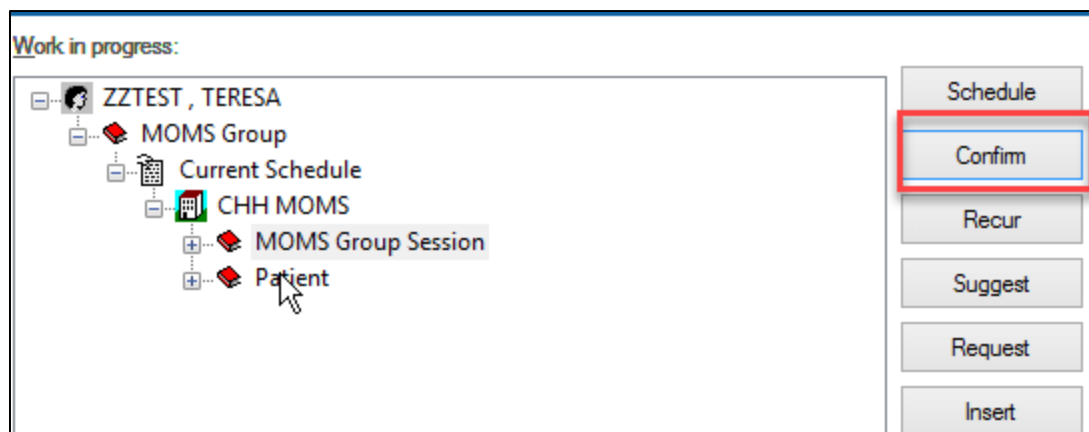 Work in progress:
ZZTEST , TERESA
MOMS Group
Current Schedule
CHH MOMS
MOMS Group Session
Patient
Schedule
Confirm
Recur
Suggest
Request
Insert